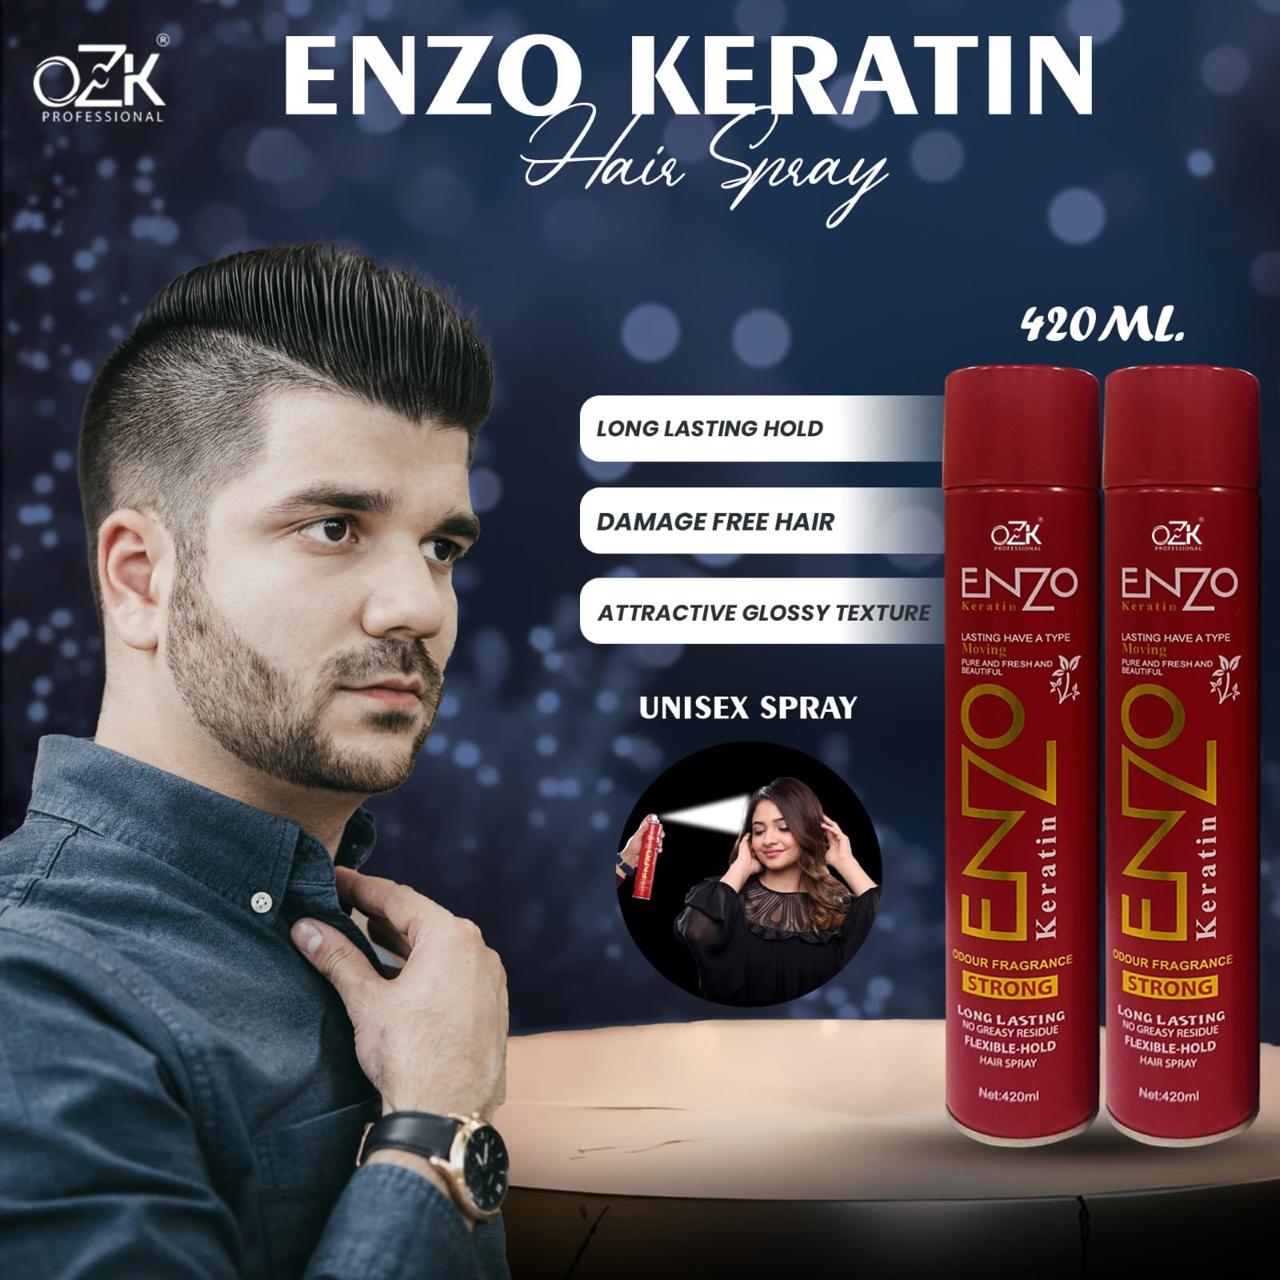 OZK®
PROFESSIONAL
ENZO KERATIN
Hair Spray
420ML.
LONG LASTING HOLD
DAMAGE FREE HAIR
ATTRACTIVE GLOSSY TEXTURE
UNISEX SPRAY
OZK®
PROFESSIONAL
ENZO
Keratin
LASTING HAVE A TYPE
Moving
PURE AND FRESH AND
BEAUTIFUL
ENZO
Keratin
ODOUR FRAGRANCE
STRONG
LONG LASTING
NO GREASY RESIDUE
FLEXIBLE-HOLD
HAIR SPRAY
Net:420ml
OZK®
PROFESSIONAL
ENZO
Keratin
LASTING HAVE A TYPE
Moving
PURE AND FRESH AND
BEAUTIFUL
ENZO
Keratin
ODOUR FRAGRANCE
STRONG
LONG LASTING
NO GREASY RESIDUE
FLEXIBLE-HOLD
HAIR SPRAY
Net:420ml
ENZO